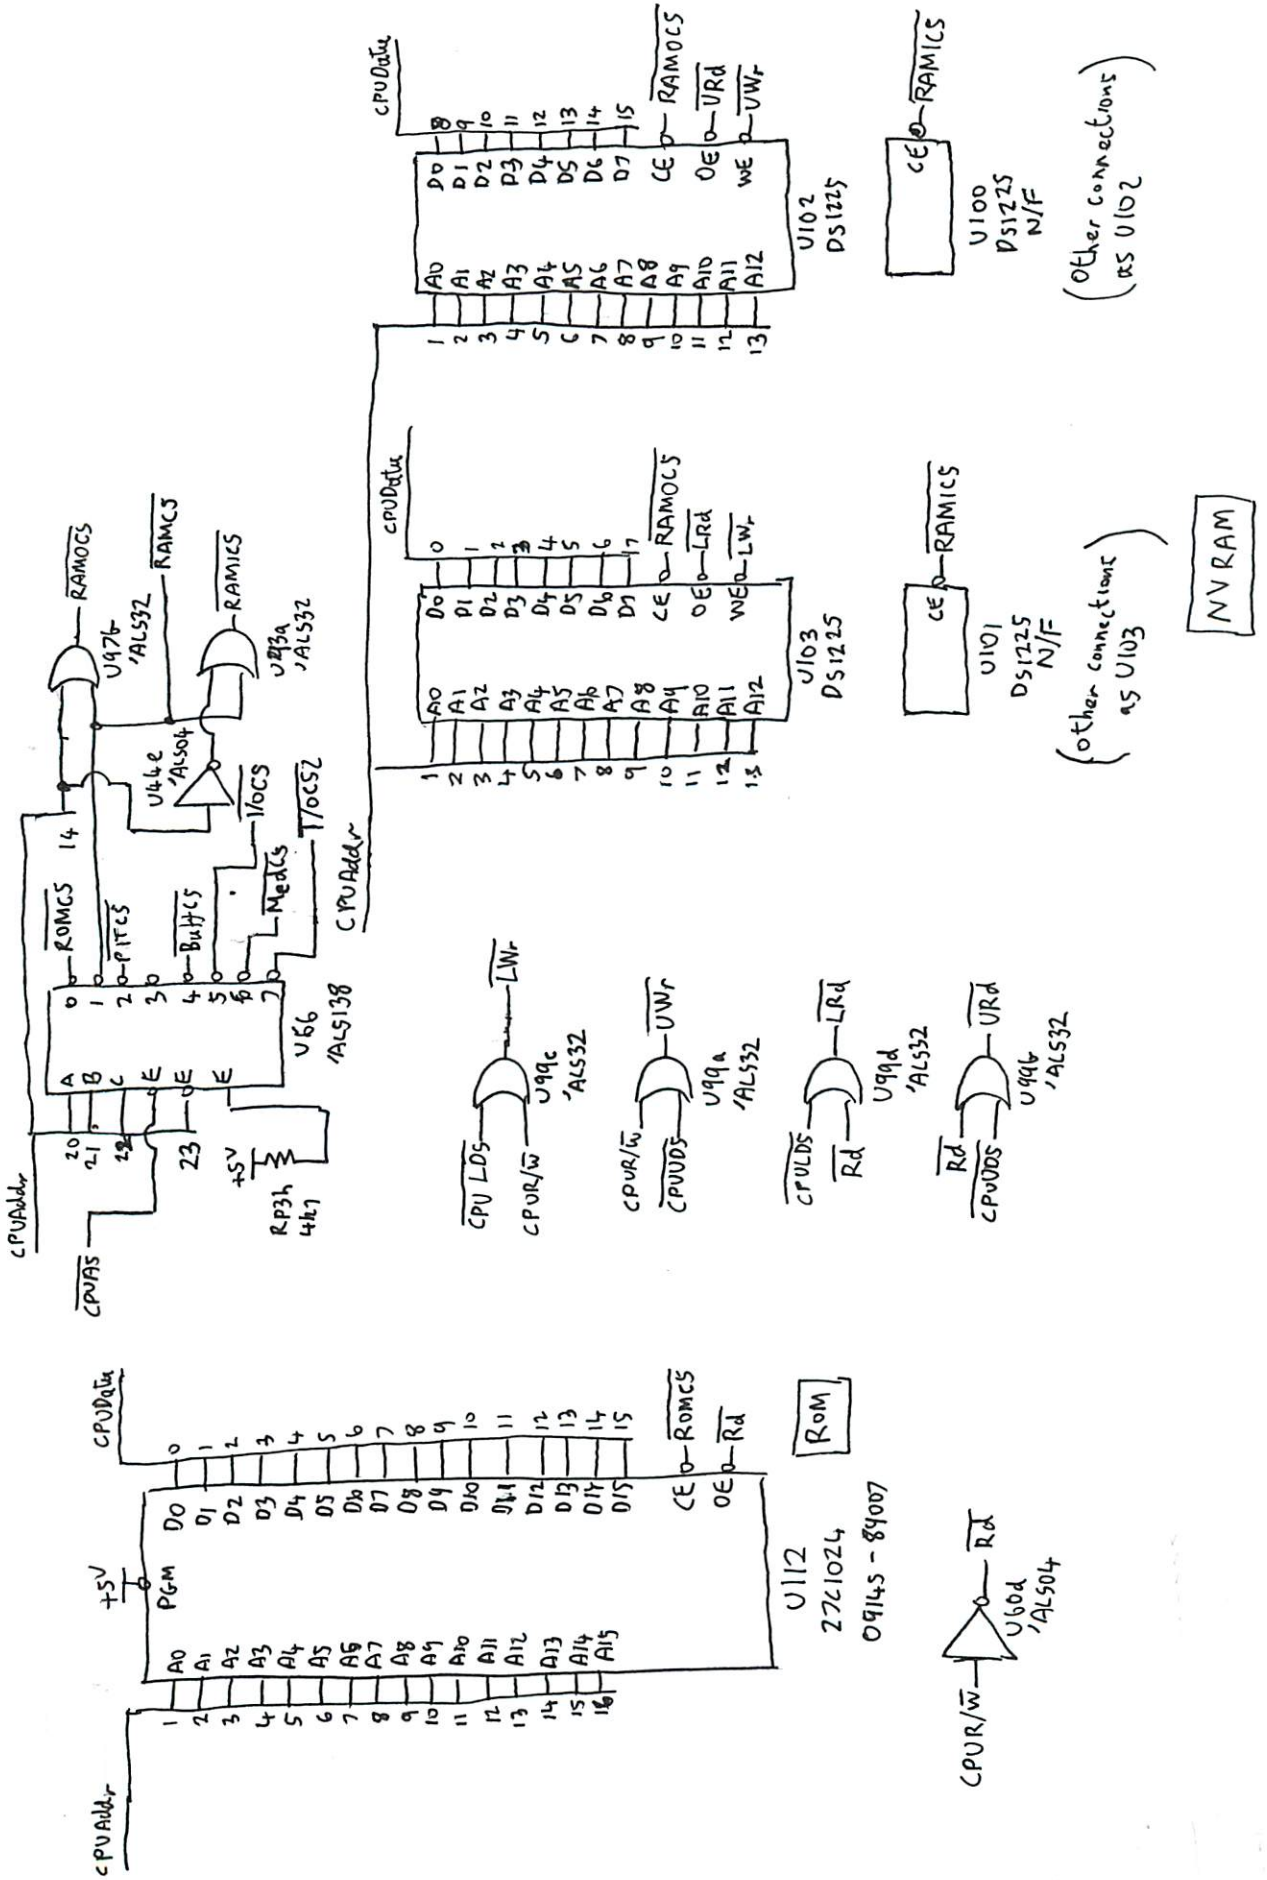 CPUAddr
1
2
3
4
5
6
7
8
9
10
11
12
13
14
15
16
A0
A1
A2
A3
A4
A5
A6
A7
A8
A9
A10
A11
A12
A13
A14
A15
+5V
PGM
D0
D1
D2
D3
D4
D5
D6
D7
D8
D9
D10
D11
D12
D13
D14
D15
CE
OE
CPUData
0
1
2
3
4
5
6
7
8
9
10
11
12
13
14
15
ROMCS
Rd
U112
27C1024
09145-89007
ROM
CPUR/W
Rd
U60d
'ALS04
CPUAddr
CPUAS
20
21
22
23
+5V
RP3h
4k7
A
B
C
E
E
E
0
1
2
3
4
5
6
7
U66
'ALS138
ROMCS
PITCS
BuffCS
I/OCS
MedCS
I/OCS2
14
U44e
'ALS04
RAM0CS
U97b
'ALS32
RAMCS
RAM1CS
'ALS32
CPU LDS
CPUR/W
LWr
U99c
'ALS32
CPUR/W
CPUUDS
UWr
U99a
'ALS32
CPULDS
Rd
LRd
U99d
'ALS32
Rd
CPUUDS
URd
U99b
'ALS32
CPUAddr
1
2
3
4
5
6
7
8
9
10
11
12
13
A0
A1
A2
A3
A4
A5
A6
A7
A8
A9
A10
A11
A12
D0
D1
D2
D3
D4
D5
D6
D7
CE
OE
WE
CPUData
0
1
2
3
4
5
6
7
RAM0CS
LRd
LWr
U103
DS1225
CE
RAM1CS
U101
DS1225
N/F
(other connections
as U103)
NVRAM
1
2
3
4
5
6
7
8
9
10
11
12
13
A0
A1
A2
A3
A4
A5
A6
A7
A8
A9
A10
A11
A12
D0
D1
D2
D3
D4
D5
D6
D7
CE
OE
WE
CPUData
8
9
10
11
12
13
14
15
RAM0CS
URd
UWr
U102
DS1225
CE
RAM1CS
U100
DS1225
N/F
(Other connections
as U102)